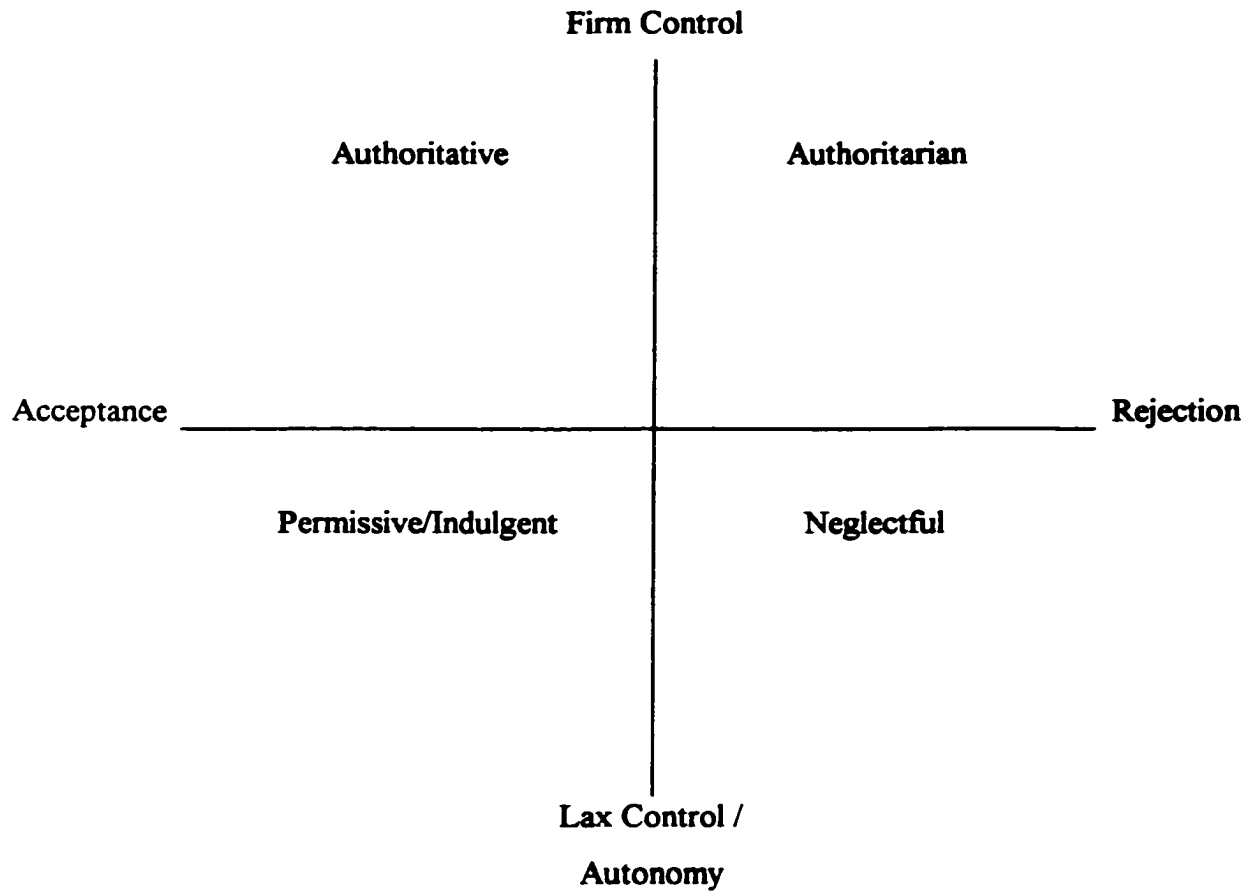 Firm Control
Authoritative Authoritarian
Acceptance Rejection
Permissive/Indulgent Neglectful
Lax Control /
Autonomy